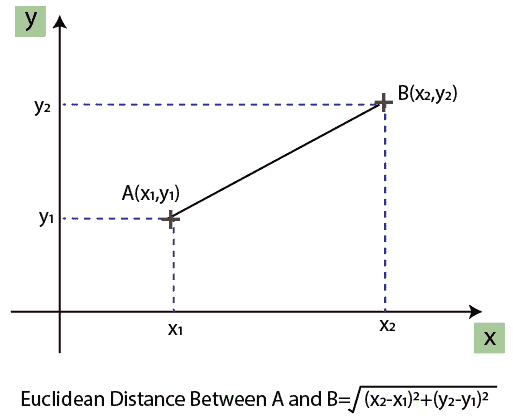 y
y₂
B(x₂,y₂)
A(x₁,y₁)
y₁
x₁
x₂
x
Euclidean Distance Between A and B=√(x₂-x₁)²+(y₂-y₁)²